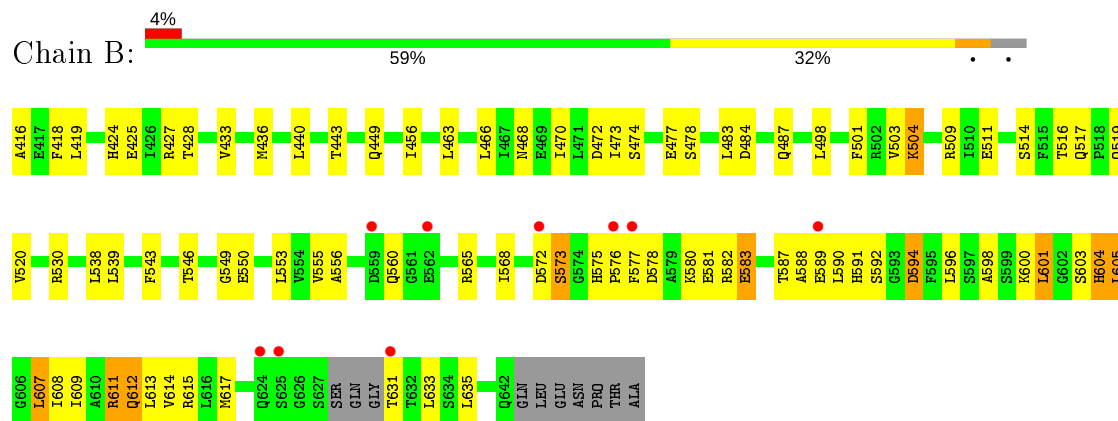 4%
Chain B:
59% 32% • •
A416 E417 F418 L419 H424 E425 I426 R427 T428 V433 M436 L440 T443 Q449 I456 L463 L466 I467 N468 E469 I470 L471 D472 I473 S474 E477 S478 L483 D484 Q487 L498 F501 R502 V503 K504 R509 I510 E511 S514 F515 T516 Q517 P518
V520 R530 L538 L539 F543 T546 G549 E550 L553 V554 V555 A556 D559 Q560 G561 E562 R565 I568 D572 S573 G574 H575 P576 F577 D578 A579 K580 E581 R582 E583 T587 A588 E589 L590 H591 S592 G593 D594 F595 L596 S597 A598 S599 K600 L601 G602 S603 H604
G606 L607 I608 I609 A610 R611 Q612 L613 V614 R615 L616 M617 Q624 S625 G626 S627 SER GLN GLY T631 T632 L633 S634 L635 Q642 GLN LEU GLU ASN PRO THR ALA